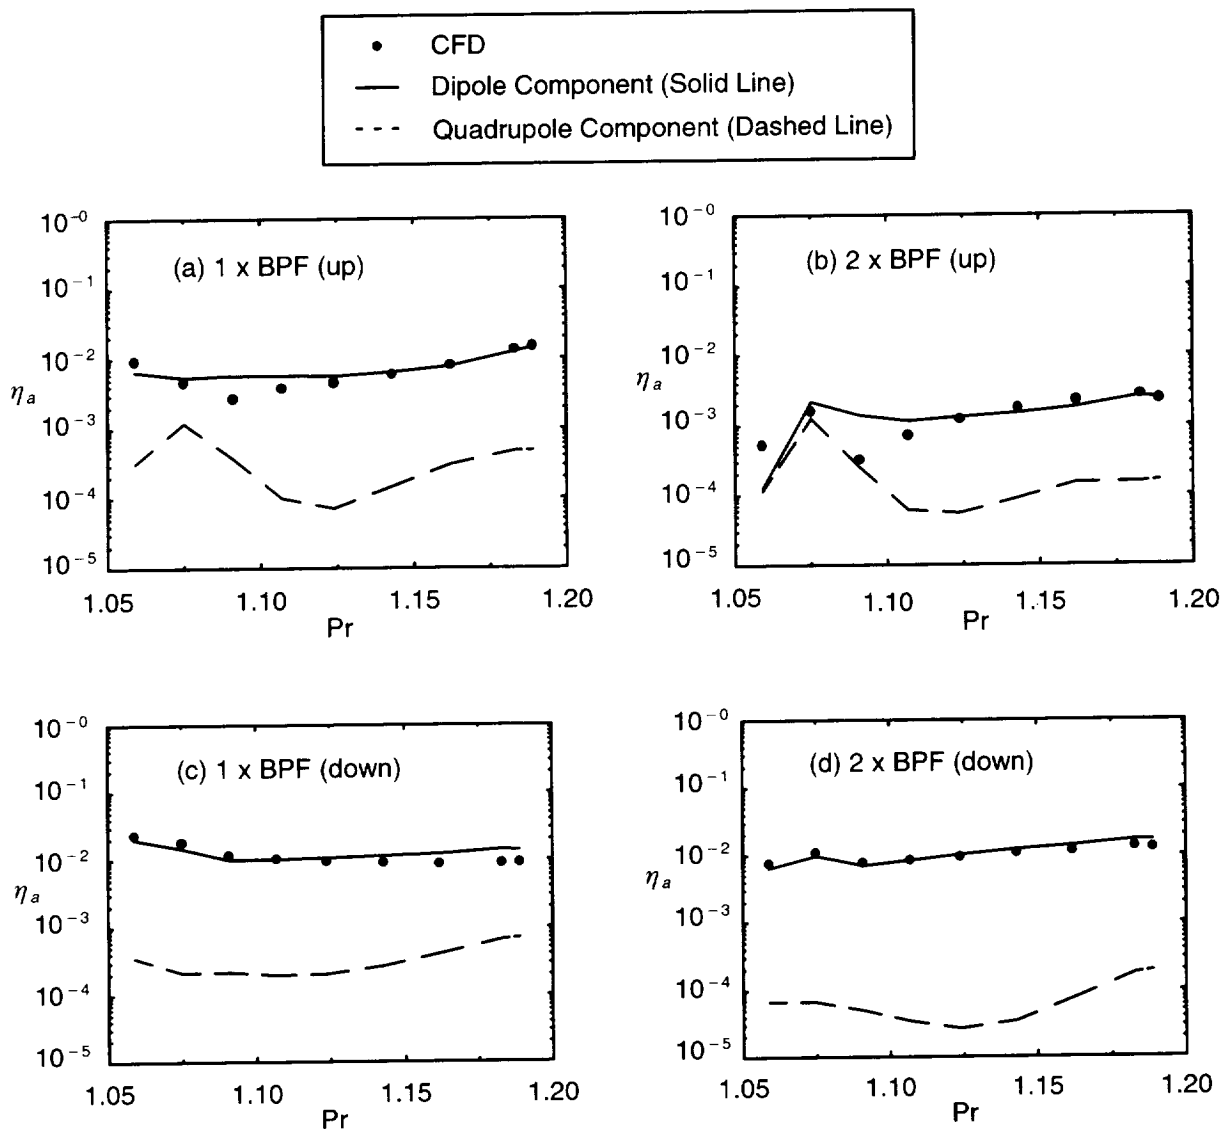 CFD
Dipole Component (Solid Line)
Quadrupole Component (Dashed Line)
(a) 1 x BPF (up)
10⁻⁰
10⁻¹
10⁻²
10⁻³
10⁻⁴
10⁻⁵
ηₐ
1.05 1.10 1.15 1.20
Pr
(b) 2 x BPF (up)
10⁻⁰
10⁻¹
10⁻²
10⁻³
10⁻⁴
10⁻⁵
ηₐ
1.05 1.10 1.15 1.20
Pr
(c) 1 x BPF (down)
10⁻⁰
10⁻¹
10⁻²
10⁻³
10⁻⁴
10⁻⁵
ηₐ
1.05 1.10 1.15 1.20
Pr
(d) 2 x BPF (down)
10⁻⁰
10⁻¹
10⁻²
10⁻³
10⁻⁴
10⁻⁵
ηₐ
1.05 1.10 1.15 1.20
Pr